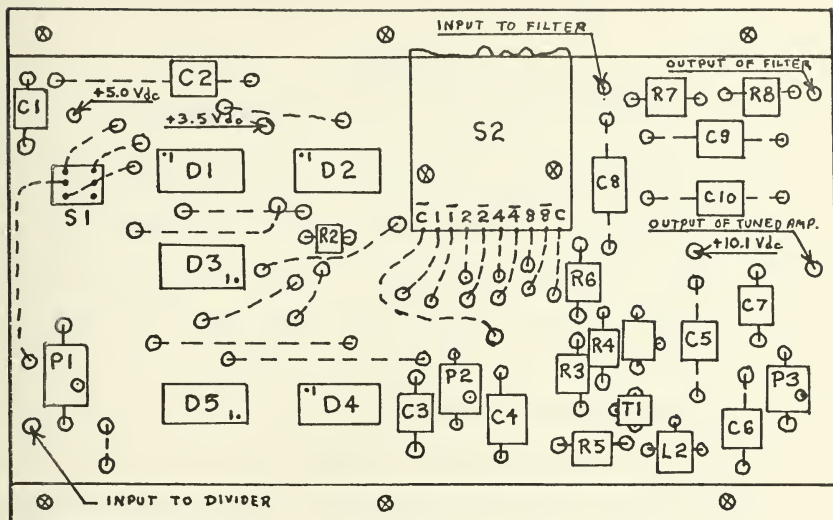 INPUT TO FILTER
OUTPUT OF FILTER
C1
C2
+5.0 Vdc
+3.5 Vdc
S2
R7
R8
C9
C8
C10
D1
D2
S1
C̄ 1 1̄ 2 2̄ 4 4̄ 8 8̄ C
OUTPUT OF TUNED AMP.
+10.1 Vdc
R2
D3
R6
C7
C5
R4
R3
P1
P2
P3
D5
D4
C3
C4
T1
C6
R5
L2
INPUT TO DIVIDER